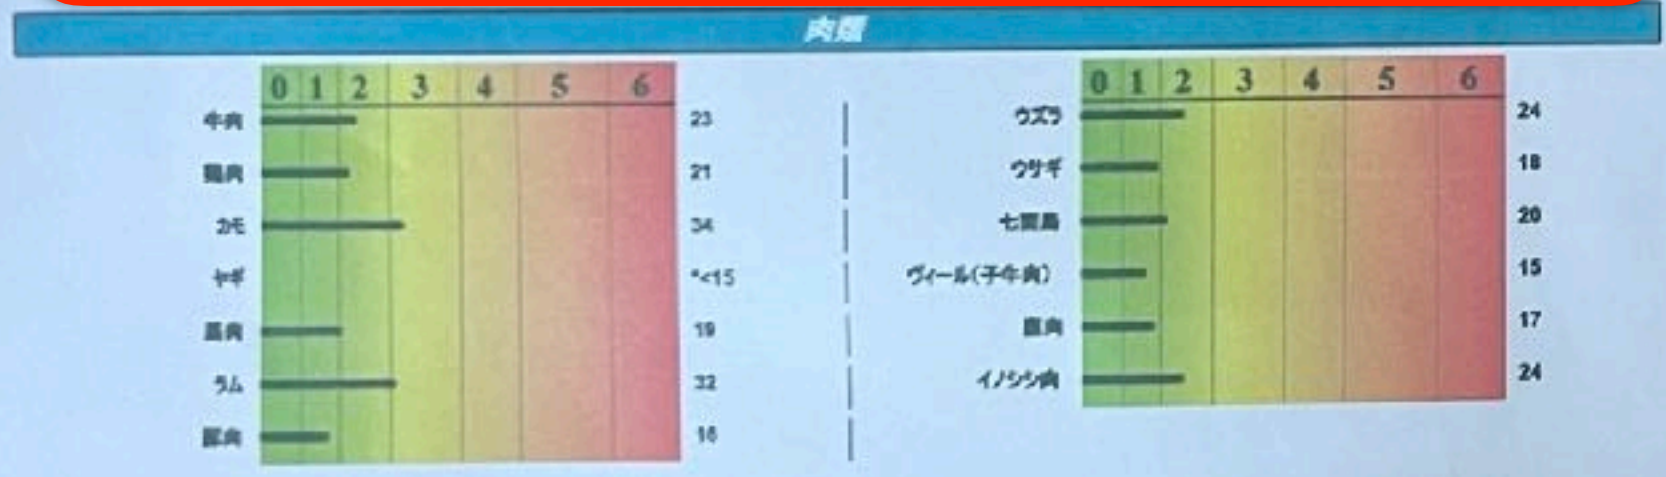 肉類
0 1 2 3 4 5 6
牛肉 23
鶏肉 21
カモ 34
ヤギ *<15
馬肉 19
ラム 32
豚肉 16
0 1 2 3 4 5 6
ウズラ 24
ウサギ 18
七面鳥 20
ヴィール(子牛肉) 15
17
イノシシ肉 24